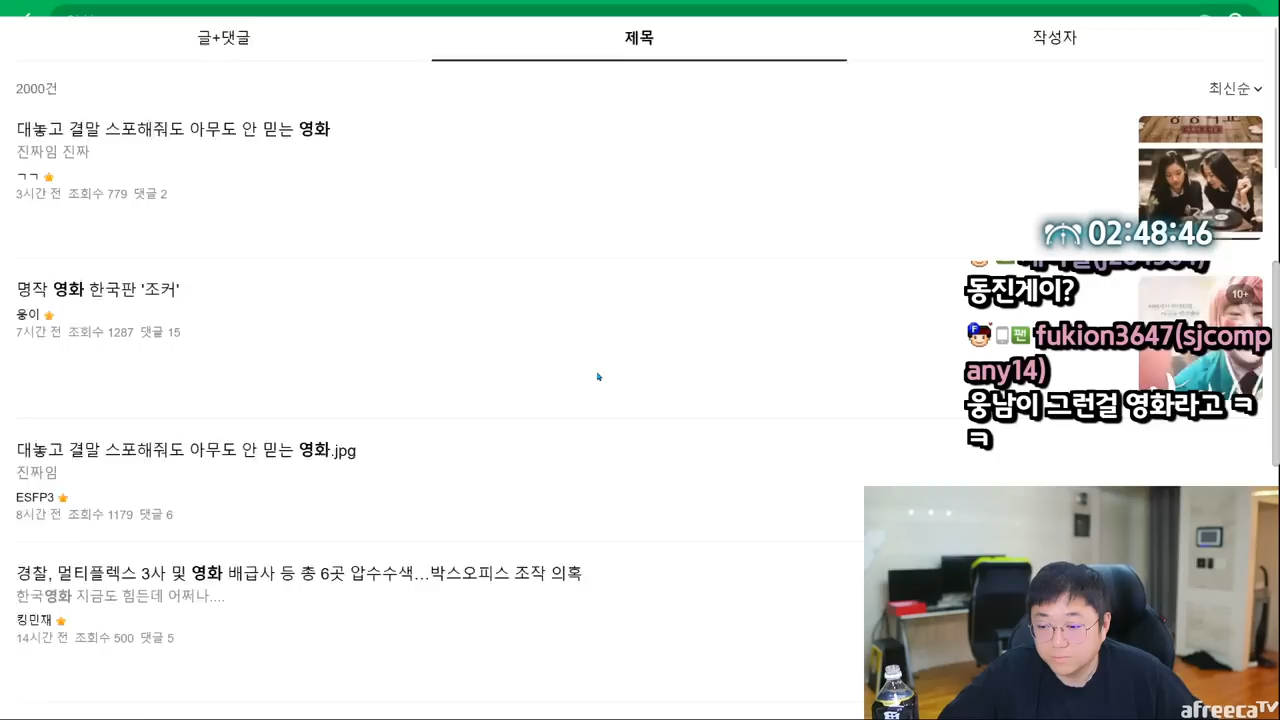 글+댓글
제목
작성자
2000건
최신순
대놓고 결말 스포해줘도 아무도 안 믿는 영화
진짜임 진짜
ㄱㄱ
3시간 전 조회수 779 댓글 2
02:48:46
명작 영화 한국판 '조커'
웅이
7시간 전 조회수 1287 댓글 15
10+
동진게이?
F
팬
fukion3647(sjcomp
any14)
웅남이 그런걸 영화라고 ㅋ
ㅋ
대놓고 결말 스포해줘도 아무도 안 믿는 영화.jpg
진짜임
ESFP3
8시간 전 조회수 1179 댓글 6
경찰, 멀티플렉스 3사 및 영화 배급사 등 총 6곳 압수수색...박스오피스 조작 의혹
한국영화 지금도 힘든데 어쩌나....
킹민재
14시간 전 조회수 500 댓글 5
afreecaTV